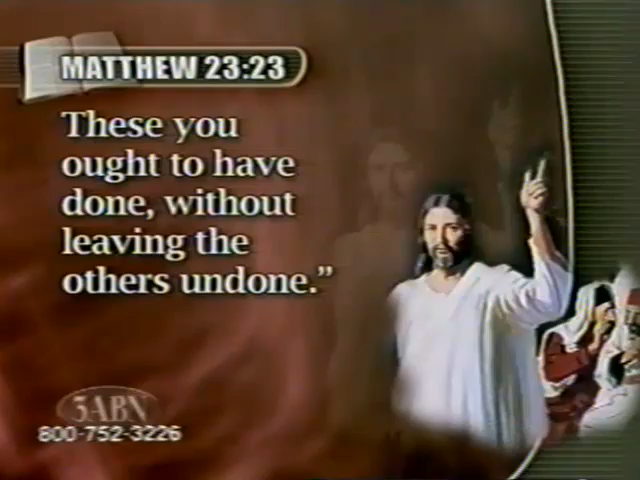 MATTHEW 23:23
These you
ought to have
done, without
leaving the
others undone.”
3ABN
800-752-3226